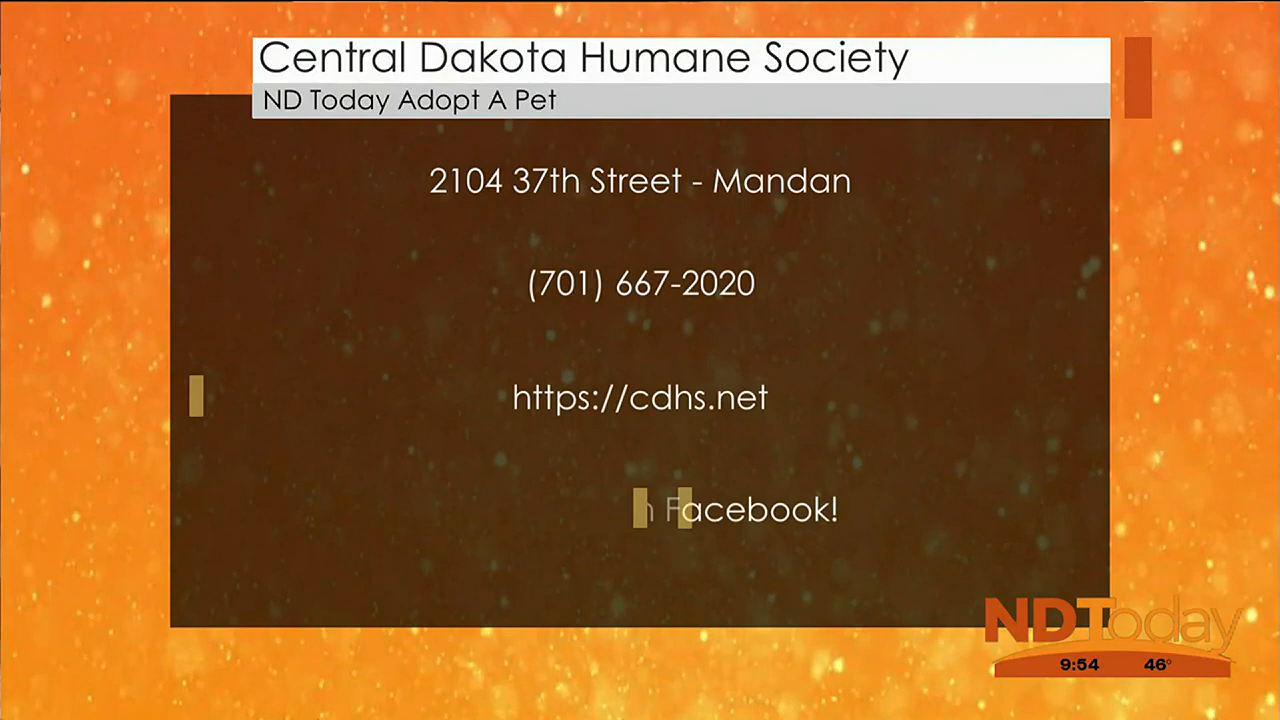 Central Dakota Humane Society
ND Today Adopt A Pet
2104 37th Street - Mandan
(701) 667-2020
https://cdhs.net
Facebook!
NDToday
9:54 46°